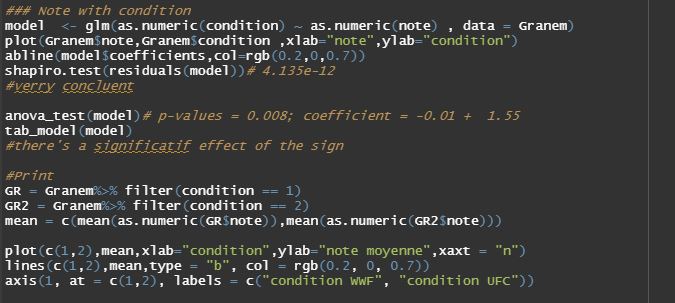 ### Note with condition
model <- glm(as.numeric(condition) ~ as.numeric(note) , data = Granem)
plot(Granem$note,Granem$condition ,xlab="note",ylab="condition")
abline(model$coefficients,col=rgb(0.2,0,0.7))
shapiro.test(residuals(model))# 4.135e-12
#verry concluent
anova_test(model)# p-values = 0.008; coefficient = -0.01 + 1.55
tab_model(model)
#there's a significatif effect of the sign
#Print
GR = Granem%>% filter(condition == 1)
GR2 = Granem%>% filter(condition == 2)
mean = c(mean(as.numeric(GR$note)),mean(as.numeric(GR2$note)))
plot(c(1,2),mean,xlab="condition",ylab="note moyenne",xaxt = "n")
lines(c(1,2),mean,type = "b", col = rgb(0.2, 0, 0.7))
axis(1, at = c(1,2), labels = c("condition WWF", "condition UFC"))